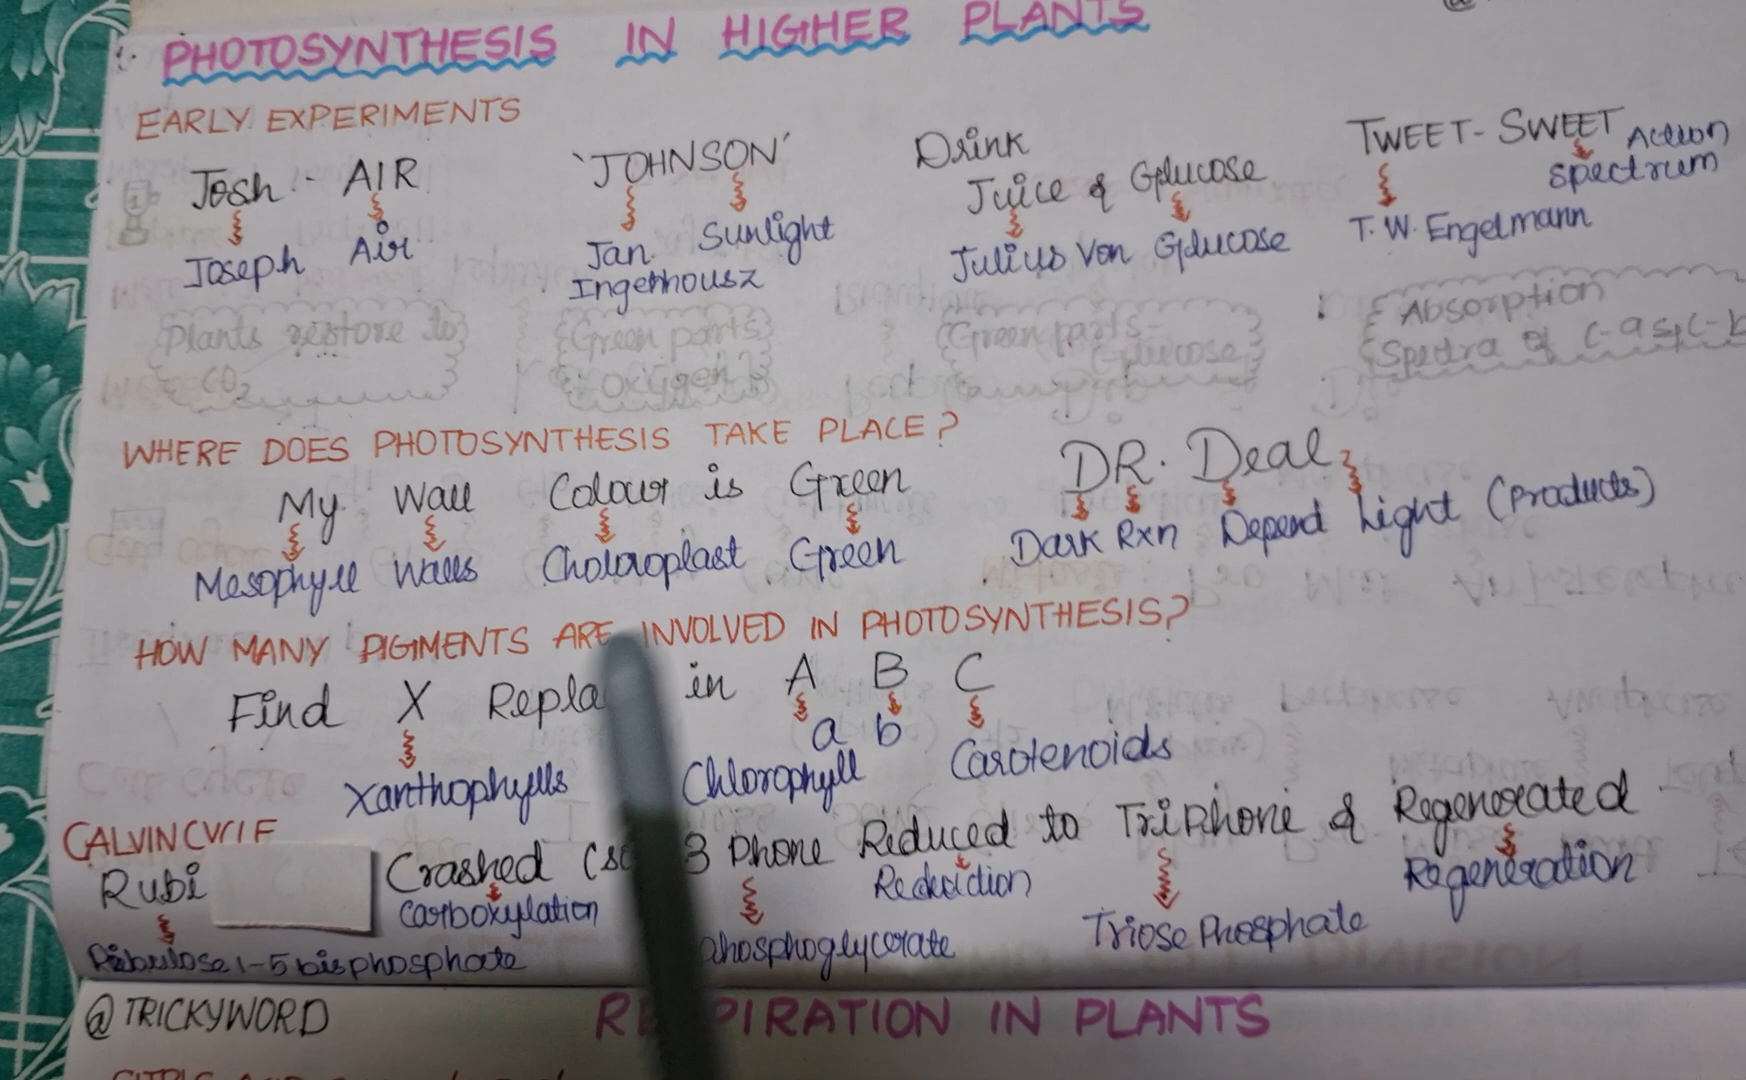 PHOTOSYNTHESIS IN HIGHER PLANTS
EARLY EXPERIMENTS
Josh - AIR
Joseph Air
Plants restore to
CO2
'JOHNSON'
Jan Sunlight
Ingenhousz
Green parts
oxygen
Drink
Juice & Glucose
Julius Von Glucose
Green parts-
Glucose
TWEET- SWEET Action
spectrum
T.W. Engelmann
Absorption
Spectra of C-a &
WHERE DOES PHOTOSYNTHESIS TAKE PLACE?
My Wall Colour is Green
Mesophyll Walls Choloroplast Green
DR. Deal
Dark Rxn Depend Light (Products)
HOW MANY PIGMENTS ARE INVOLVED IN PHOTOSYNTHESIS?
Find X in A B C
a b
Xanthophylls Chlorophyll Carotenoids
CALVIN
Rubi Crashed 3 Phone Reduced to TriPhone & Regenerated
Carboxylation Reduction Regeneration
Ribulose 1-5 bisphosphate phosphoglycerate Triose Phosphate
@TRICKYWORD
IN PLANTS